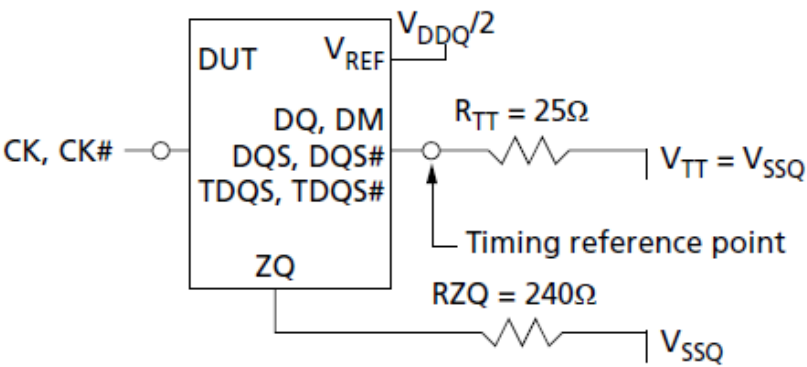 V_DDQ/2
DUT
V_REF
R_TT = 25Ω
DQ, DM
CK, CK#
DQS, DQS#
V_TT = V_SSQ
TDQS, TDQS#
Timing reference point
ZQ
RZQ = 240Ω
V_SSQ